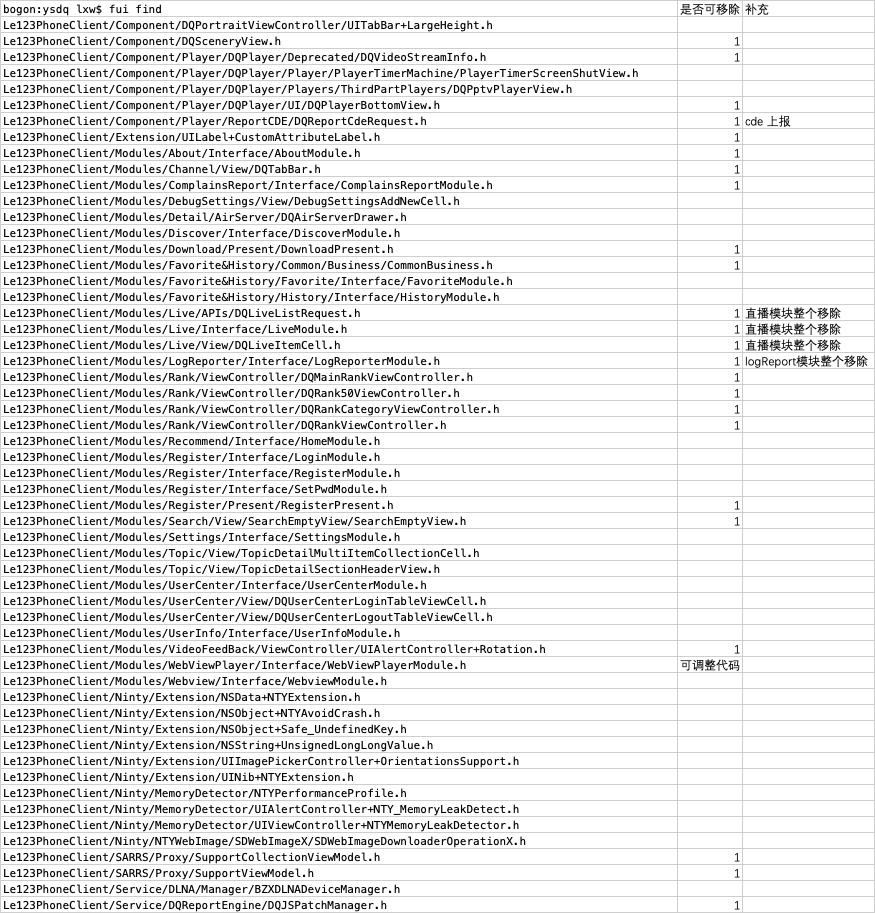 bogon:ysdq lxw$ fui find 是否可移除 补充
Le123PhoneClient/Component/DQPortraitViewController/UITabBar+LargeHeight.h
Le123PhoneClient/Component/DQSceneryView.h 1
Le123PhoneClient/Component/Player/DQPlayer/Deprecated/DQVideoStreamInfo.h 1
Le123PhoneClient/Component/Player/DQPlayer/Player/PlayerTimerMachine/PlayerTimerScreenShutView.h
Le123PhoneClient/Component/Player/DQPlayer/Players/ThirdPartPlayers/DQPptvPlayerView.h
Le123PhoneClient/Component/Player/DQPlayer/UI/DQPlayerBottomView.h 1
Le123PhoneClient/Component/Player/ReportCDE/DQReportCdeRequest.h 1 cde 上报
Le123PhoneClient/Extension/UILabel+CustomAttributeLabel.h 1
Le123PhoneClient/Modules/About/Interface/AboutModule.h 1
Le123PhoneClient/Modules/Channel/View/DQTabBar.h 1
Le123PhoneClient/Modules/ComplainsReport/Interface/ComplainsReportModule.h 1
Le123PhoneClient/Modules/DebugSettings/View/DebugSettingsAddNewCell.h
Le123PhoneClient/Modules/Detail/AirServer/DQAirServerDrawer.h
Le123PhoneClient/Modules/Discover/Interface/DiscoverModule.h
Le123PhoneClient/Modules/Download/Present/DownloadPresent.h 1
Le123PhoneClient/Modules/Favorite&History/Common/Business/CommonBusiness.h 1
Le123PhoneClient/Modules/Favorite&History/Favorite/Interface/FavoriteModule.h
Le123PhoneClient/Modules/Favorite&History/History/Interface/HistoryModule.h
Le123PhoneClient/Modules/Live/APIs/DQLiveListRequest.h 1 直播模块整个移除
Le123PhoneClient/Modules/Live/Interface/LiveModule.h 1 直播模块整个移除
Le123PhoneClient/Modules/Live/View/DQLiveItemCell.h 1 直播模块整个移除
Le123PhoneClient/Modules/LogReporter/Interface/LogReporterModule.h 1 logReport模块整个移除
Le123PhoneClient/Modules/Rank/ViewController/DQMainRankViewController.h 1
Le123PhoneClient/Modules/Rank/ViewController/DQRank50ViewController.h 1
Le123PhoneClient/Modules/Rank/ViewController/DQRankCategoryViewController.h 1
Le123PhoneClient/Modules/Rank/ViewController/DQRankViewController.h 1
Le123PhoneClient/Modules/Recommend/Interface/HomeModule.h
Le123PhoneClient/Modules/Register/Interface/LoginModule.h
Le123PhoneClient/Modules/Register/Interface/RegisterModule.h
Le123PhoneClient/Modules/Register/Interface/SetPwdModule.h
Le123PhoneClient/Modules/Register/Present/RegisterPresent.h 1
Le123PhoneClient/Modules/Search/View/SearchEmptyView/SearchEmptyView.h 1
Le123PhoneClient/Modules/Settings/Interface/SettingsModule.h
Le123PhoneClient/Modules/Topic/View/TopicDetailMultiItemCollectionCell.h
Le123PhoneClient/Modules/Topic/View/TopicDetailSectionHeaderView.h
Le123PhoneClient/Modules/UserCenter/Interface/UserCenterModule.h
Le123PhoneClient/Modules/UserCenter/View/DQUserCenterLoginTableViewCell.h
Le123PhoneClient/Modules/UserCenter/View/DQUserCenterLogoutTableViewCell.h
Le123PhoneClient/Modules/UserInfo/Interface/UserInfoModule.h
Le123PhoneClient/Modules/VideoFeedBack/ViewController/UIAlertController+Rotation.h 1
Le123PhoneClient/Modules/WebViewPlayer/Interface/WebViewPlayerModule.h 可调整代码
Le123PhoneClient/Modules/Webview/Interface/WebviewModule.h
Le123PhoneClient/Ninty/Extension/NSData+NTYExtension.h
Le123PhoneClient/Ninty/Extension/NSObject+NTYAvoidCrash.h
Le123PhoneClient/Ninty/Extension/NSObject+Safe_UndefinedKey.h
Le123PhoneClient/Ninty/Extension/NSString+UnsignedLongLongValue.h
Le123PhoneClient/Ninty/Extension/UIImagePickerController+OrientationsSupport.h
Le123PhoneClient/Ninty/Extension/UINib+NTYExtension.h
Le123PhoneClient/Ninty/MemoryDetector/NTYPerformanceProfile.h
Le123PhoneClient/Ninty/MemoryDetector/UIAlertController+NTY_MemoryLeakDetect.h
Le123PhoneClient/Ninty/MemoryDetector/UIViewController+NTYMemoryLeakDetector.h
Le123PhoneClient/Ninty/NTYWebImage/SDWebImageX/SDWebImageDownloaderOperationX.h
Le123PhoneClient/SARRS/Proxy/SupportCollectionViewModel.h 1
Le123PhoneClient/SARRS/Proxy/SupportViewModel.h 1
Le123PhoneClient/Service/DLNA/Manager/BZXDLNADeviceManager.h
Le123PhoneClient/Service/DQReportEngine/DQJSPatchManager.h 1